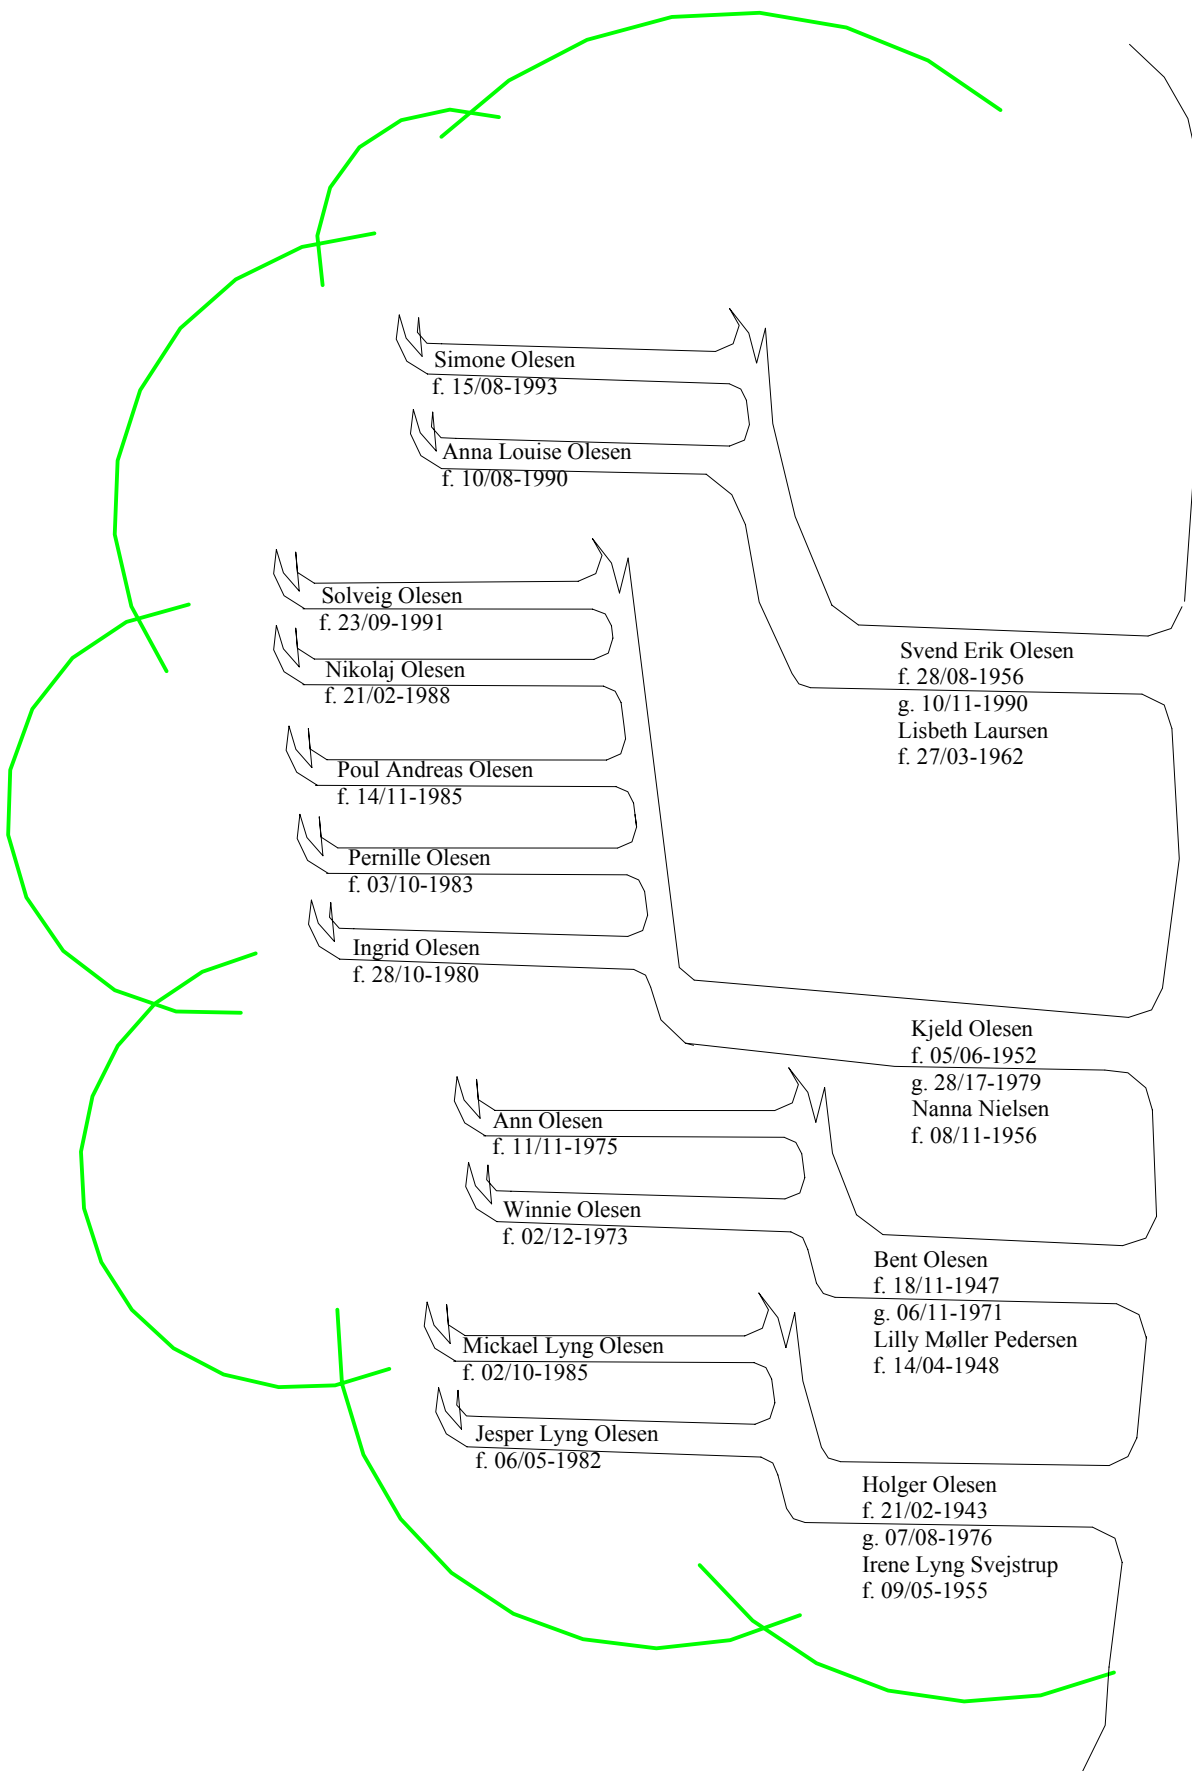 Simone Olesen
f. 15/08-1993
Anna Louise Olesen
f. 10/08-1990
Solveig Olesen
f. 23/09-1991
Nikolaj Olesen
f. 21/02-1988
Svend Erik Olesen
f. 28/08-1956
g. 10/11-1990
Lisbeth Laursen
f. 27/03-1962
Poul Andreas Olesen
f. 14/11-1985
Pernille Olesen
f. 03/10-1983
Ingrid Olesen
f. 28/10-1980
Kjeld Olesen
f. 05/06-1952
g. 28/17-1979
Nanna Nielsen
f. 08/11-1956
Ann Olesen
f. 11/11-1975
Winnie Olesen
f. 02/12-1973
Bent Olesen
f. 18/11-1947
g. 06/11-1971
Lilly Møller Pedersen
f. 14/04-1948
Mickael Lyng Olesen
f. 02/10-1985
Jesper Lyng Olesen
f. 06/05-1982
Holger Olesen
f. 21/02-1943
g. 07/08-1976
Irene Lyng Svejstrup
f. 09/05-1955